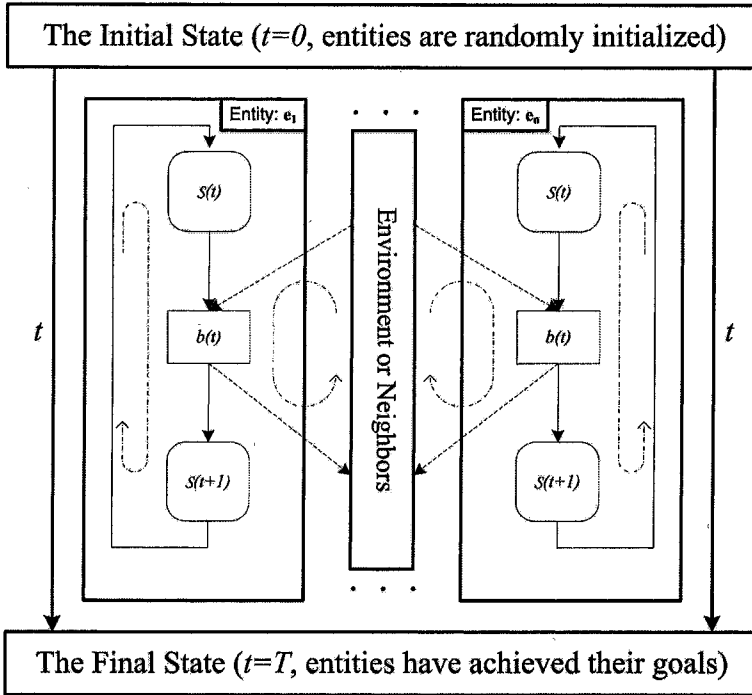 The Initial State (t=0, entities are randomly initialized)
Entity: e1
. . .
Entity: en
S(t)
S(t)
Environment or Neighbors
t
b(t)
b(t)
t
S(t+1)
S(t+1)
. . .
The Final State (t=T, entities have achieved their goals)